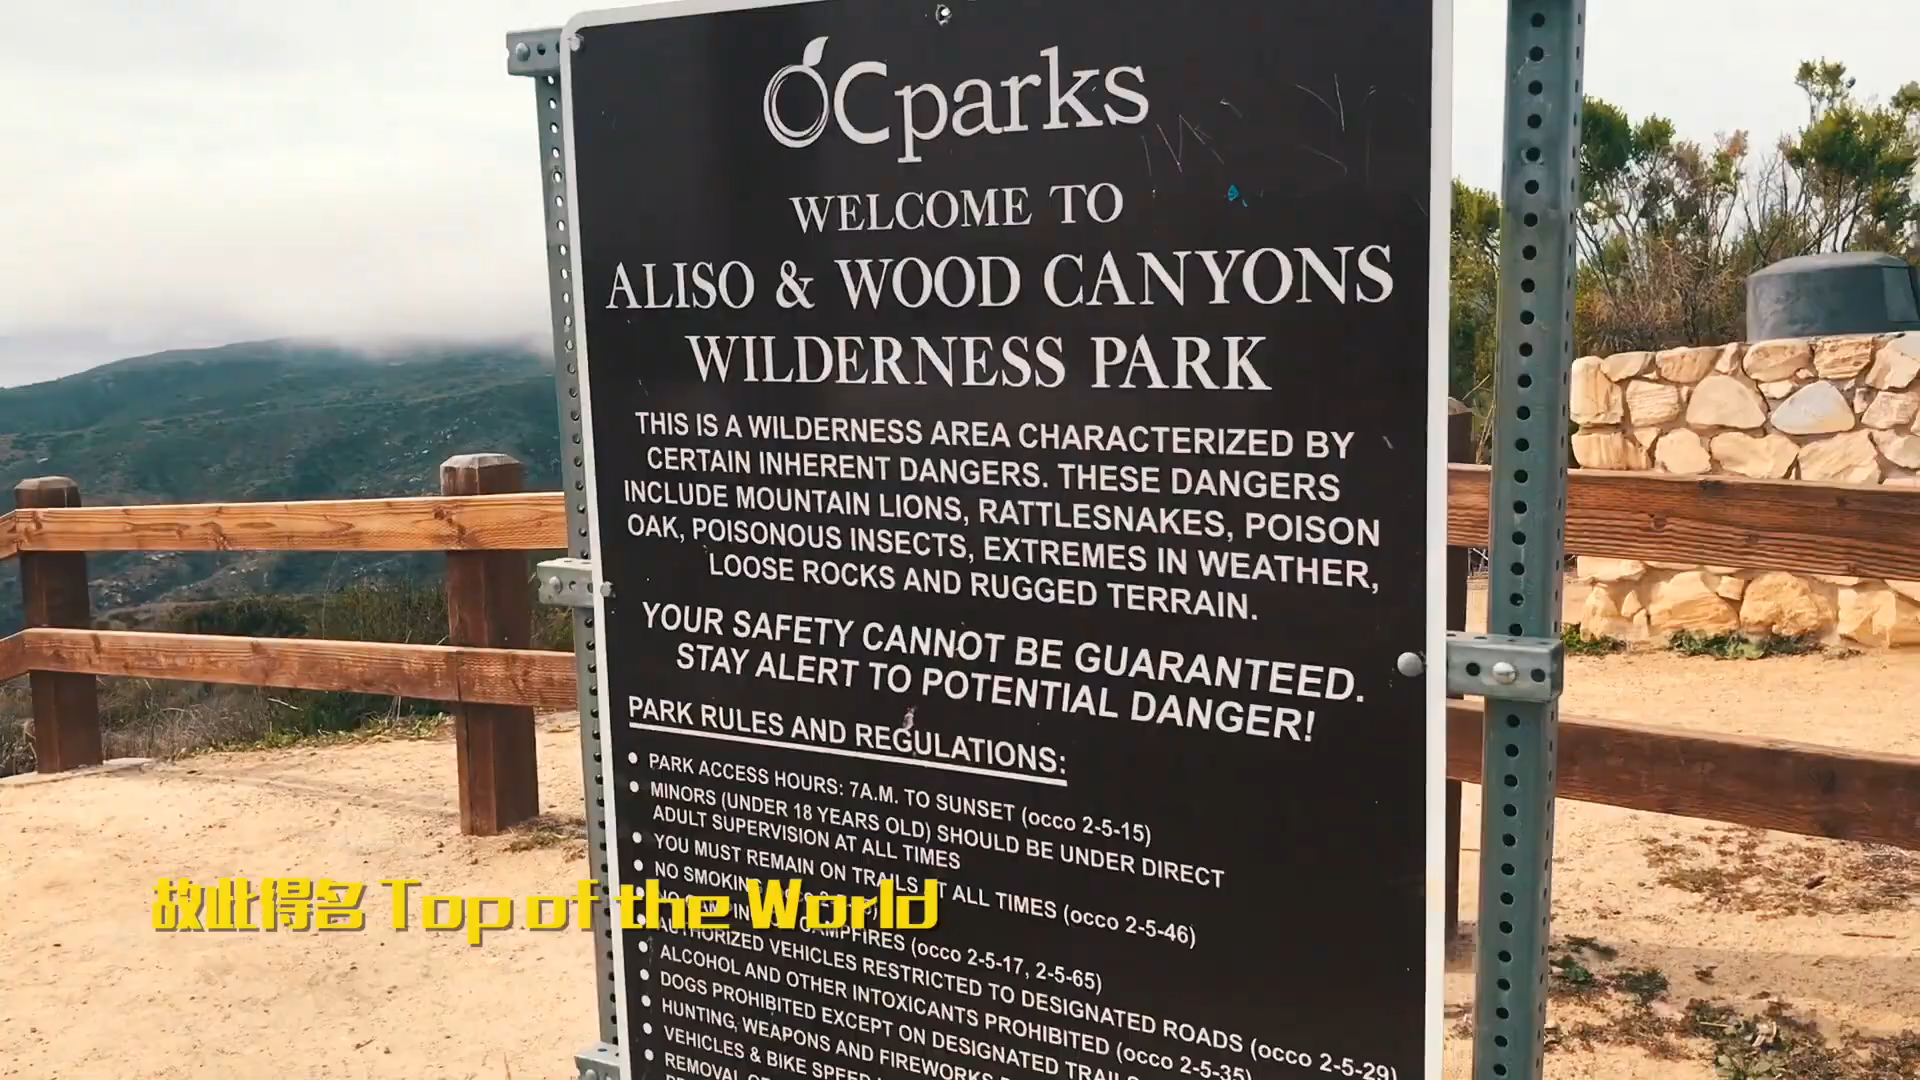 OCparks
WELCOME TO
ALISO & WOOD CANYONS
WILDERNESS PARK
THIS IS A WILDERNESS AREA CHARACTERIZED BY
CERTAIN INHERENT DANGERS. THESE DANGERS
INCLUDE MOUNTAIN LIONS, RATTLESNAKES, POISON
OAK, POISONOUS INSECTS, EXTREMES IN WEATHER,
LOOSE ROCKS AND RUGGED TERRAIN.
YOUR SAFETY CANNOT BE GUARANTEED.
STAY ALERT TO POTENTIAL DANGER!
PARK RULES AND REGULATIONS:
• PARK ACCESS HOURS: 7A.M. TO SUNSET (occo 2-5-15)
• MINORS (UNDER 18 YEARS OLD) SHOULD BE UNDER DIRECT
ADULT SUPERVISION AT ALL TIMES
• YOU MUST REMAIN ON TRAILS AT ALL TIMES (occo 2-5-46)
• NO SMOKING
• NO CAMPING CAMPFIRES (occo 2-5-17, 2-5-65)
• AUTHORIZED VEHICLES RESTRICTED TO DESIGNATED ROADS (occo 2-5-29)
• ALCOHOL AND OTHER INTOXICANTS PROHIBITED (occo 2-5-35)
• DOGS PROHIBITED EXCEPT ON DESIGNATED TRAILS
• HUNTING, WEAPONS AND FIREWORKS
• VEHICLES & BIKE SPEED
• REMOVAL
故此得名 Top of the World